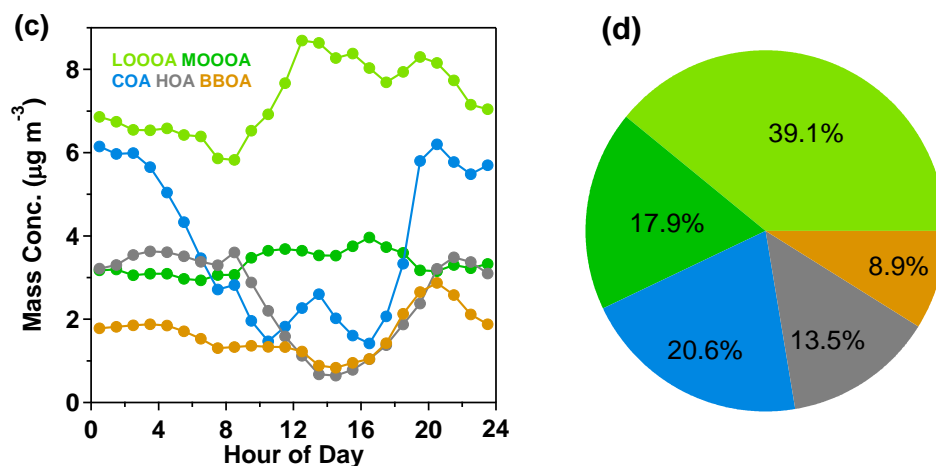 (c)
LOOOA MOOOA
COA HOA BBOA
Mass Conc. (µg m⁻³)
8
6
4
2
0
0 4 8 12 16 20 24
Hour of Day
(d)
39.1%
17.9%
8.9%
20.6%
13.5%